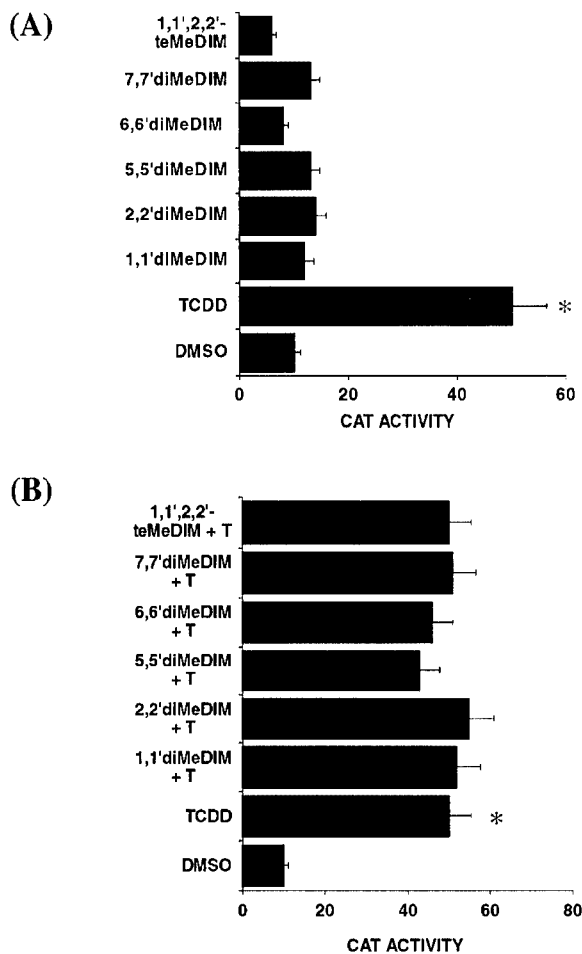 (A)
1,1',2,2'-
teMeDIM
7,7'diMeDIM
6,6'diMeDIM
5,5'diMeDIM
2,2'diMeDIM
1,1'diMeDIM
TCDD
*
DMSO
0 20 40 60
CAT ACTIVITY
(B)
1,1',2,2'-
teMeDIM + T
7,7'diMeDIM
+ T
6,6'diMeDIM
+ T
5,5'diMeDIM
+ T
2,2'diMeDIM
+ T
1,1'diMeDIM
+ T
TCDD
*
DMSO
0 20 40 60 80
CAT ACTIVITY